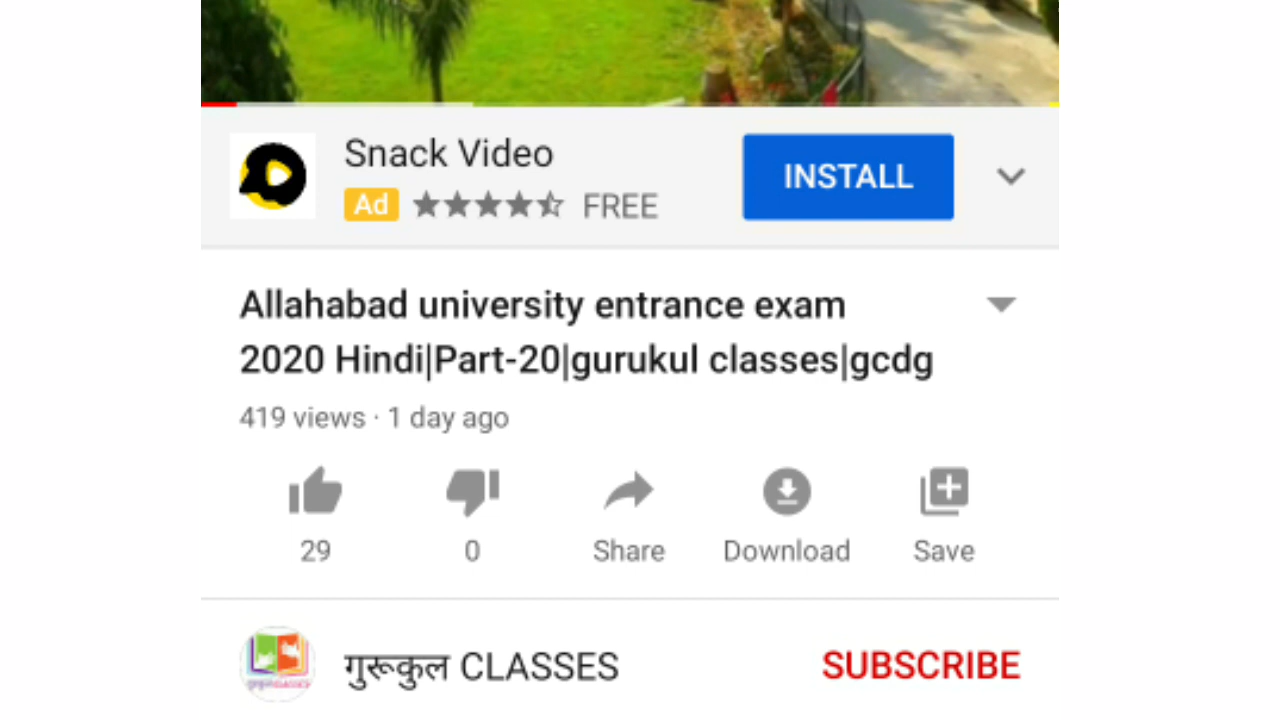 Snack Video
Ad FREE
INSTALL
Allahabad university entrance exam
2020 Hindi|Part-20|gurukul classes|gcdg
419 views · 1 day ago
29 0 Share Download Save
गुरूकुल CLASSES SUBSCRIBE